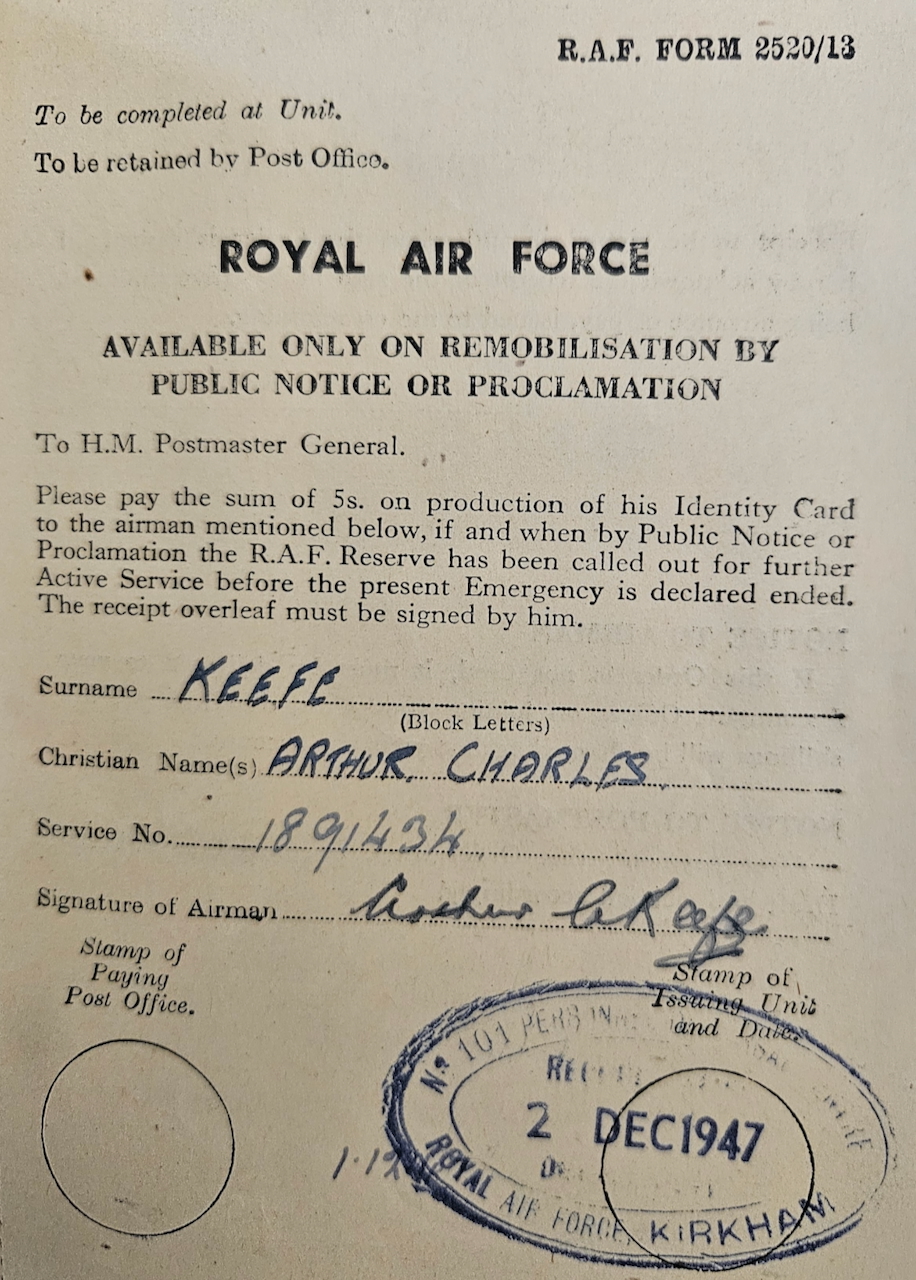 R.A.F. FORM 2520/13
To be completed at Unit.
To be retained by Post Office.
ROYAL AIR FORCE
AVAILABLE ONLY ON REMOBILISATION BY
PUBLIC NOTICE OR PROCLAMATION
To H.M. Postmaster General.
Please pay the sum of 5s. on production of his Identity Card
to the airman mentioned below, if and when by Public Notice or
Proclamation the R.A.F. Reserve has been called out for further
Active Service before the present Emergency is declared ended.
The receipt overleaf must be signed by him.
Surname KEEFE
(Block Letters)
Christian Name(s) ARTHUR CHARLES
Service No. 1891434
Signature of Airman Arthur C Keefe
Stamp of
Paying
Post Office.
Stamp of
Issuing Unit
and Date.
No 101 PERS
2 DEC 1947
ROYAL AIR FORCE, KIRKHAM